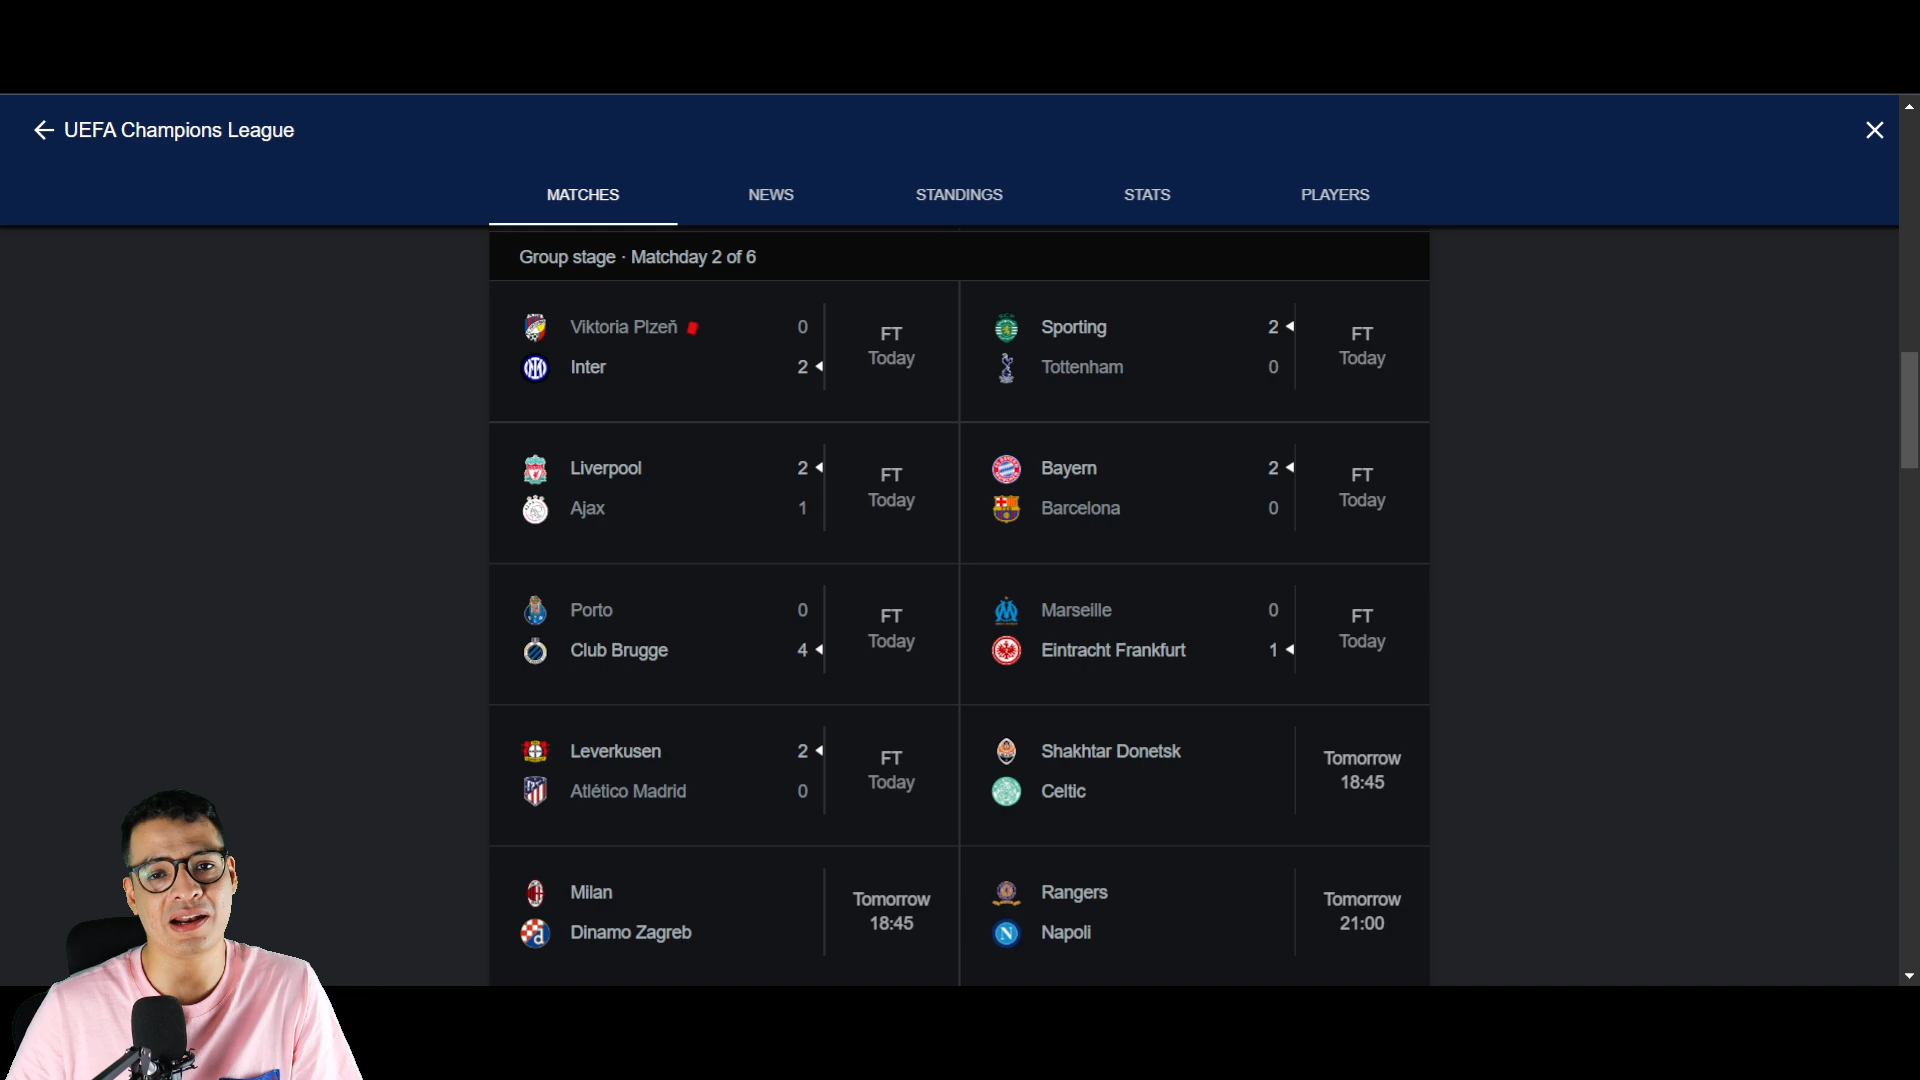 UEFA Champions League
MATCHES NEWS STANDINGS STATS PLAYERS
Group stage · Matchday 2 of 6
Viktoria Plzeň 0
Inter 2
FT
Today
Sporting 2
Tottenham 0
FT
Today
Liverpool 2
Ajax 1
FT
Today
Bayern 2
Barcelona 0
FT
Today
Porto 0
Club Brugge 4
FT
Today
Marseille 0
Eintracht Frankfurt 1
FT
Today
Leverkusen 2
Atlético Madrid 0
FT
Today
Shakhtar Donetsk
Celtic
Tomorrow
18:45
Milan
Dinamo Zagreb
Tomorrow
18:45
Rangers
Napoli
Tomorrow
21:00